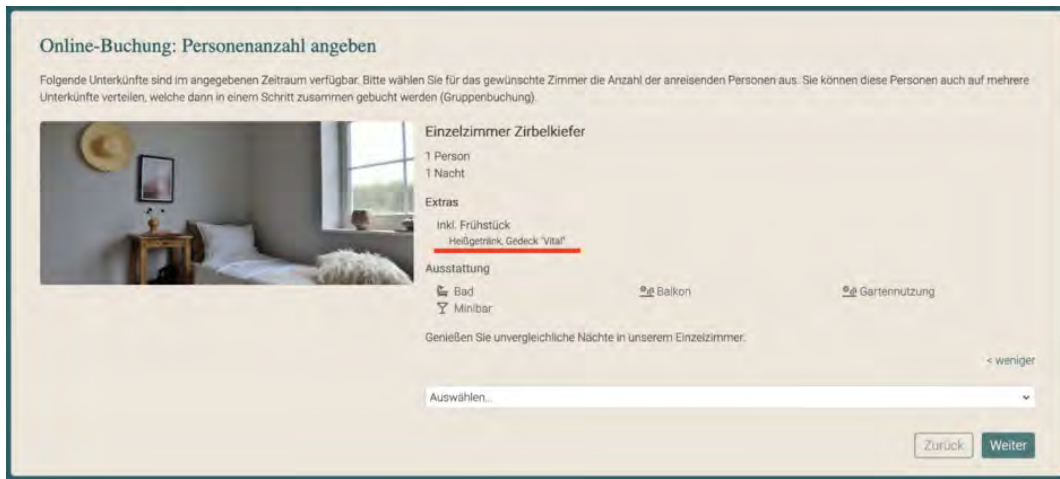 Online-Buchung: Personenanzahl angeben
Folgende Unterkünfte sind im angegebenen Zeitraum verfügbar. Bitte wählen Sie für das gewünschte Zimmer die Anzahl der anreisenden Personen aus. Sie können diese Personen auch auf mehrere
Unterkünfte verteilen, welche dann in einem Schritt zusammen gebucht werden (Gruppenbuchung).
Einzelzimmer Zirbelkiefer
1 Person
1 Nacht
Extras
Inkl. Frühstück
Heißgetränk, Gedeck "Vital"
Ausstattung
Bad Balkon Gartennutzung
Minibar
Genießen Sie unvergleichliche Nächte in unserem Einzelzimmer.
< weniger
Auswählen...
Zurück Weiter